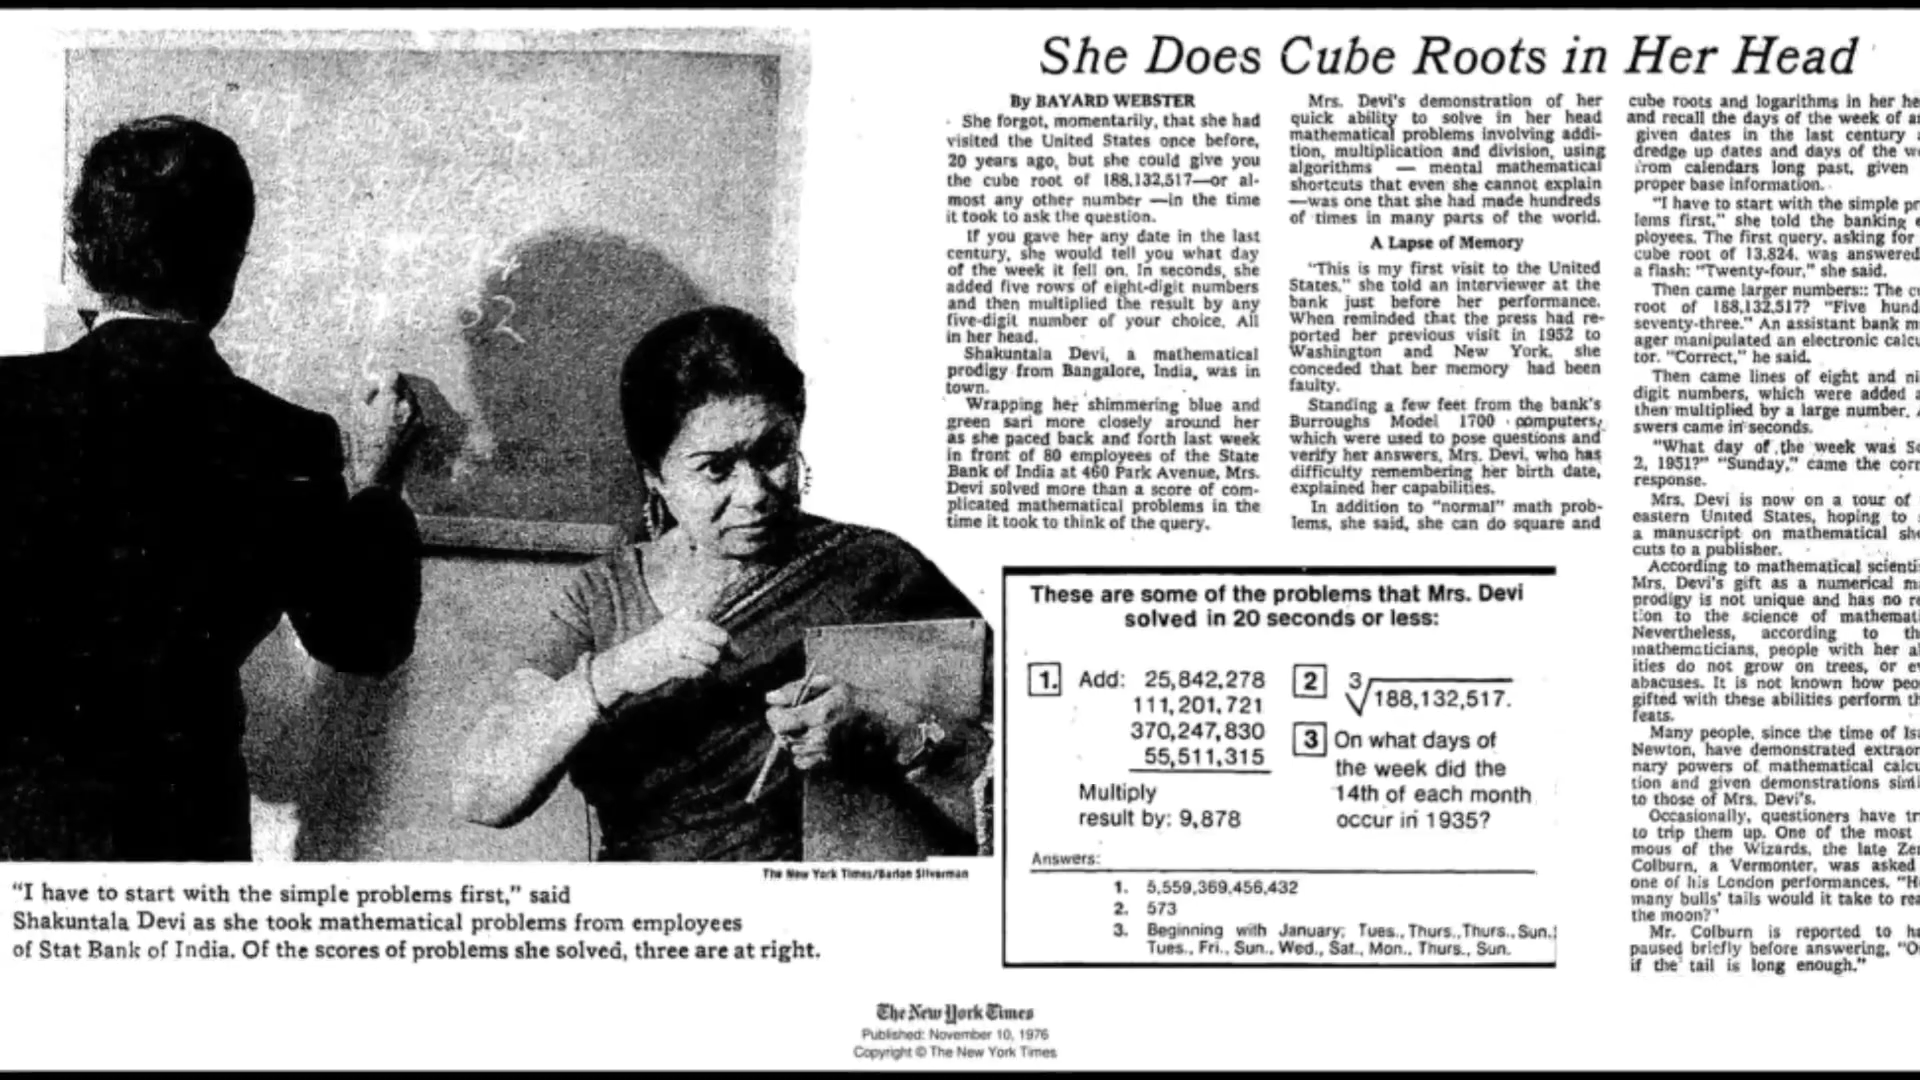 She Does Cube Roots in Her Head
By BAYARD WEBSTER
She forgot, momentarily, that she had
visited the United States once before,
20 years ago, but she could give you
the cube root of 188,132,517—or al-
most any other number —in the time
it took to ask the question.
If you gave her any date in the last
century, she would tell you what day
of the week it fell on. In seconds, she
added five rows of eight-digit numbers
and then multiplied the result by any
five-digit number of your choice. All
in her head.
Shakuntala Devi, a mathematical
prodigy from Bangalore, India, was in
town.
Wrapping her shimmering blue and
green sari more closely around her
as she paced back and forth last week
in front of 80 employees of the State
Bank of India at 460 Park Avenue, Mrs.
Devi solved more than a score of com-
plicated mathematical problems in the
time it took to think of the query.
Mrs. Devi's demonstration of her
quick ability to solve in her head
mathematical problems involving addi-
tion, multiplication and division, using
algorithms — mental mathematical
shortcuts that even she cannot explain
—was one that she had made hundreds
of times in many parts of the world.
A Lapse of Memory
"This is my first visit to the United
States," she told an interviewer at the
bank just before her performance.
When reminded that the press had re-
ported her previous visit in 1952 to
Washington and New York, she
conceded that her memory had been
faulty.
Standing a few feet from the bank's
Burroughs Model 1700 computers,
which were used to pose questions and
verify her answers, Mrs. Devi, who has
difficulty remembering her birth date,
explained her capabilities.
In addition to "normal" math prob-
lems, she said, she can do square and
cube roots and logarithms in her he
and recall the days of the week of a
given dates in the last century
dredge up dates and days of the w
from calendars long past, given
proper base information.
"I have to start with the simple pr
lems first," she told the banking e
ployees. The first query, asking for
cube root of 13,824, was answered
a flash: "Twenty-four," she said.
Then came larger numbers:: The cu
root of 188,132,517? "Five hund
seventy-three." An assistant bank m
ager manipulated an electronic calcu
tor. "Correct," he said.
Then came lines of eight and ni
digit numbers, which were added a
then multiplied by a large number.
swers came in seconds.
"What day of the week was Se
2, 1951?" "Sunday," came the corr
response.
Mrs. Devi is now on a tour of
eastern United States, hoping to
a manuscript on mathematical sh
cuts to a publisher.
According to mathematical scienti
Mrs. Devi's gift as a numerical m
prodigy is not unique and has no re
tion to the science of mathemati
Nevertheless, according to th
mathematicians, people with her a
ities do not grow on trees, or ev
abacuses. It is not known how peo
gifted with these abilities perform th
feats.
Many people, since the time of Isa
Newton, have demonstrated extraor
nary powers of mathematical calcu
tion and given demonstrations simi
to those of Mrs. Devi's.
Occasionally, questioners have tr
to trip them up. One of the most
mous of the Wizards, the late Ze
Colburn, a Vermonter, was asked
one of his London performances, "H
many bulls' tails would it take to rea
the moon?"
Mr. Colburn is reported to ha
paused briefly before answering, "O
if the tail is long enough."
These are some of the problems that Mrs. Devi
solved in 20 seconds or less:
1. Add: 25,842,278
111,201,721
370,247,830
55,511,315
Multiply
result by: 9,878
2 3√188,132,517.
3 On what days of
the week did the
14th of each month
occur in 1935?
Answers:
1. 5,559,369,456,432
2. 573
3. Beginning with January; Tues., Thurs., Thurs., Sun.,
Tues., Fri., Sun., Wed., Sat., Mon., Thurs., Sun.
The New York Times/Barton Silverman
"I have to start with the simple problems first," said
Shakuntala Devi as she took mathematical problems from employees
of Stat Bank of India. Of the scores of problems she solved, three are at right.
The New York Times
Published: November 10, 1976
Copyright © The New York Times